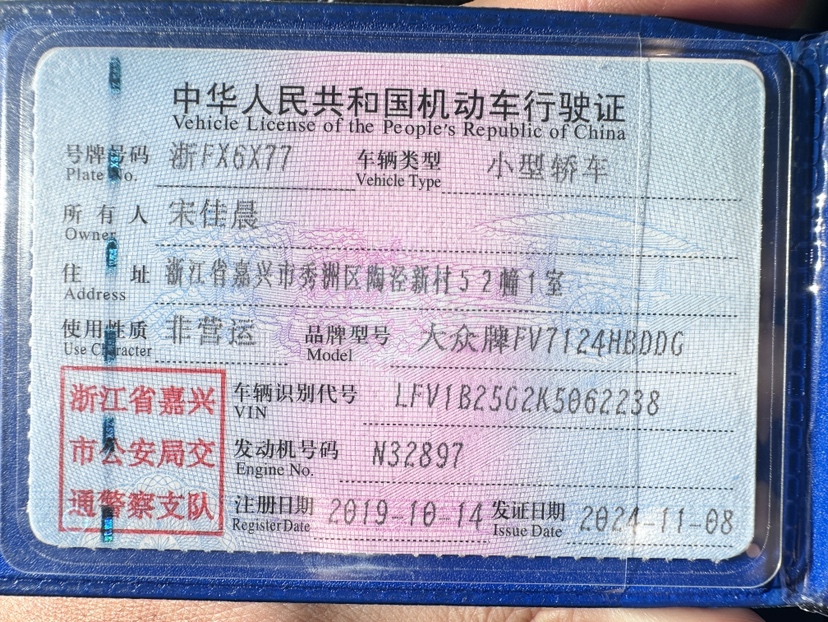 中华人民共和国机动车行驶证
Vehicle License of the People's Republic of China
号牌号码 浙FX6X77 车辆类型 小型轿车
Plate No. Vehicle Type
所有人 宋佳晨
Owner
住址 浙江省嘉兴市秀洲区陶泾新村52幢1室
Address
使用性质 非营运 品牌型号 大众牌FV7124HBDDG
Use Character Model
浙江省嘉兴 车辆识别代号 LFV1B25G2K5062238
VIN
市公安局交 发动机号码 N32897
Engine No.
通警察支队 注册日期 2019-10-14 发证日期 2024-11-08
Register Date Issue Date